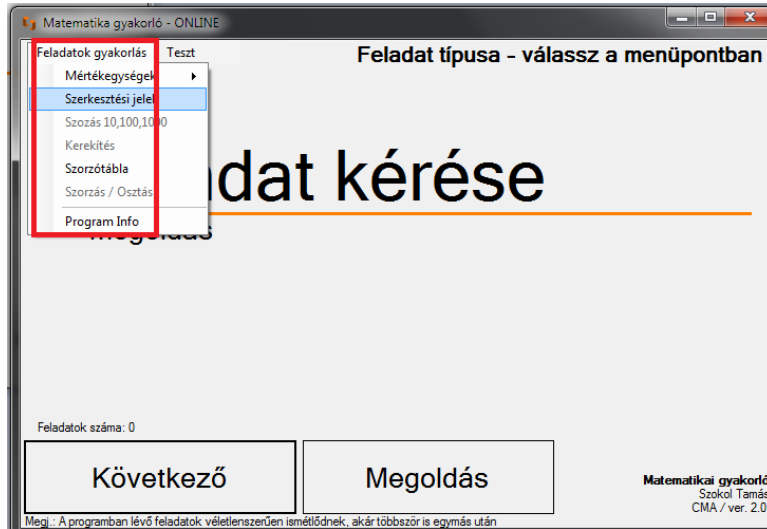 Matematika gyakorló - ONLINE
Feladatok gyakorlás Teszt
Feladat típusa - válassz a menüpontban
Mértékegységek
Szerkesztési jelek
Szozás 10,100,1000
Kerekítés
Szorzótábla
Szorzás / Osztás
Program Info
dat kérése
Megoldás
Feladatok száma: 0
Következő
Megoldás
Matematikai gyakorló
Szokol Tamás
CMA / ver. 2.0
Megj.: A programban lévő feladatok véletlenszerűen ismétlődnek, akár többször is egymás után